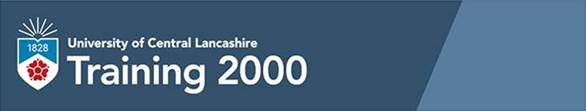 1828
University of Central Lancashire
Training 2000